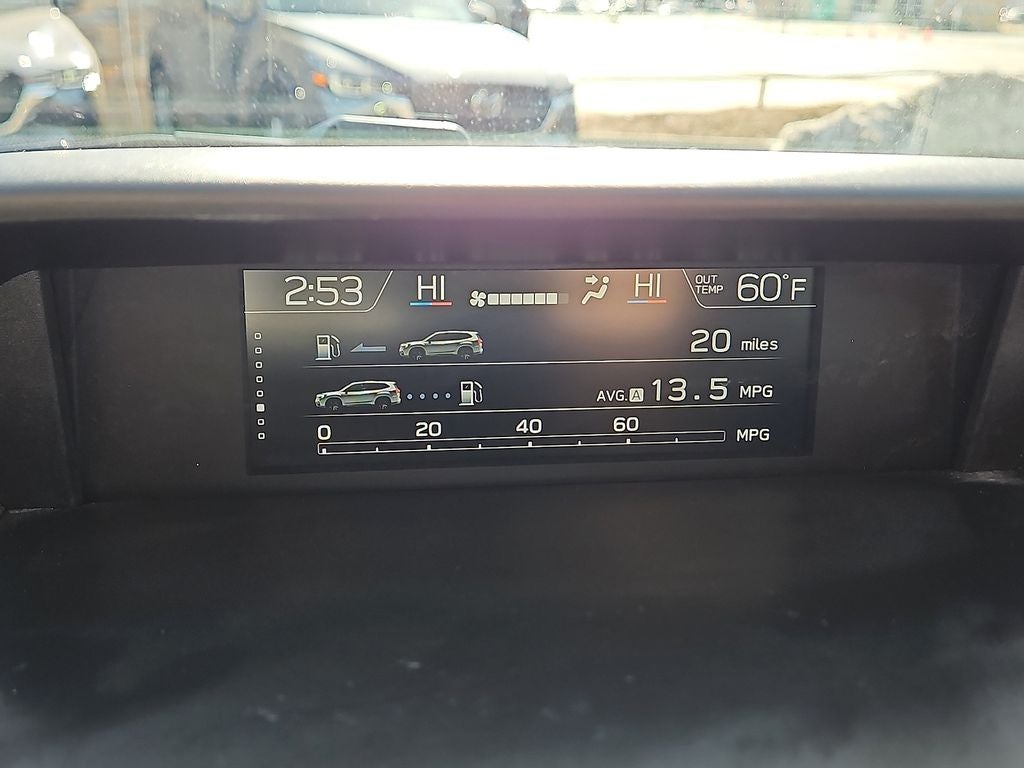 2:53 HI HI OUT TEMP 60°F
20 miles
AVG. A 13.5 MPG
0 20 40 60 MPG